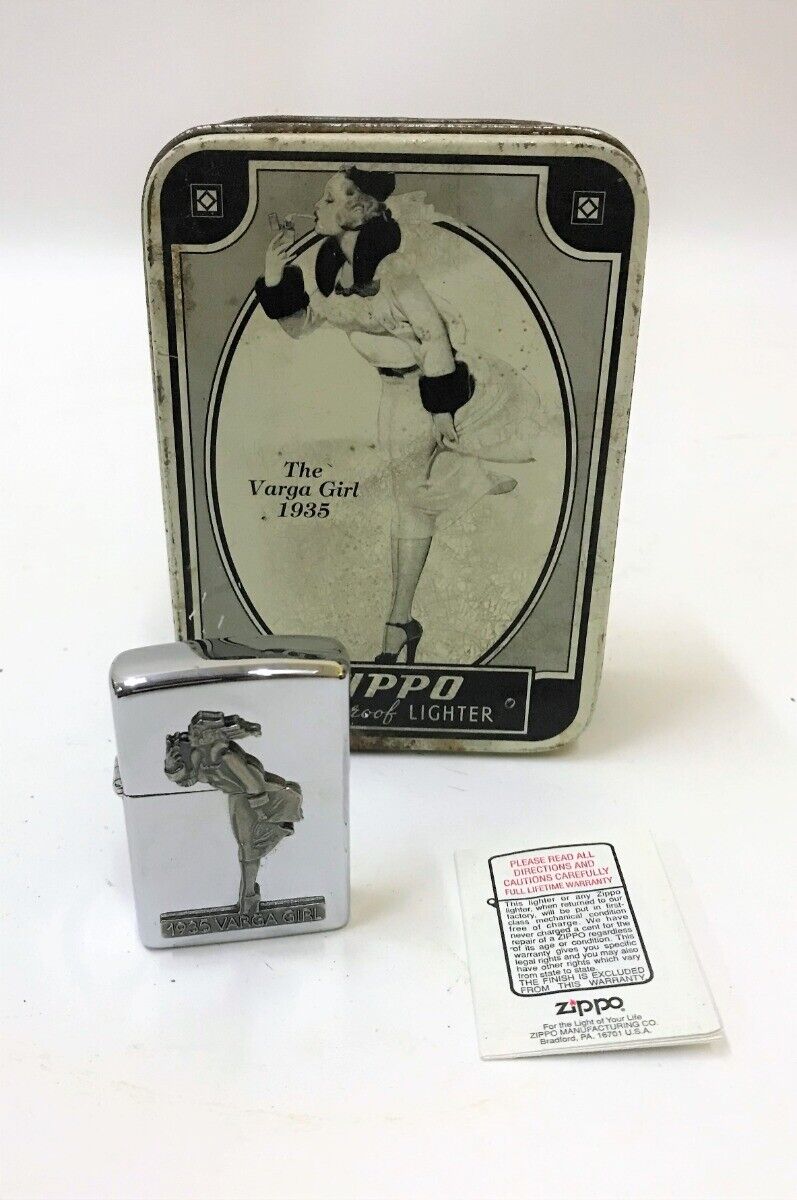 The
Varga Girl
1935
IPPO
roof LIGHTER
1935 VARGA GIRL
PLEASE READ ALL
DIRECTIONS AND
CAUTIONS CAREFULLY
FULL LIFETIME WARRANTY
This lighter or any Zippo
lighter, when returned to our
factory, will be put in first-
class mechanical condition
free of charge. We have
never charged a cent for the
repair of a ZIPPO regardless
of its age or condition. This
warranty gives you specific
legal rights and you may also
have other rights which vary
from state to state.
THE FINISH IS EXCLUDED
FROM THIS WARRANTY
zippo
For the Light of Your Life
ZIPPO MANUFACTURING CO.
Bradford, PA. 16701 U.S.A.